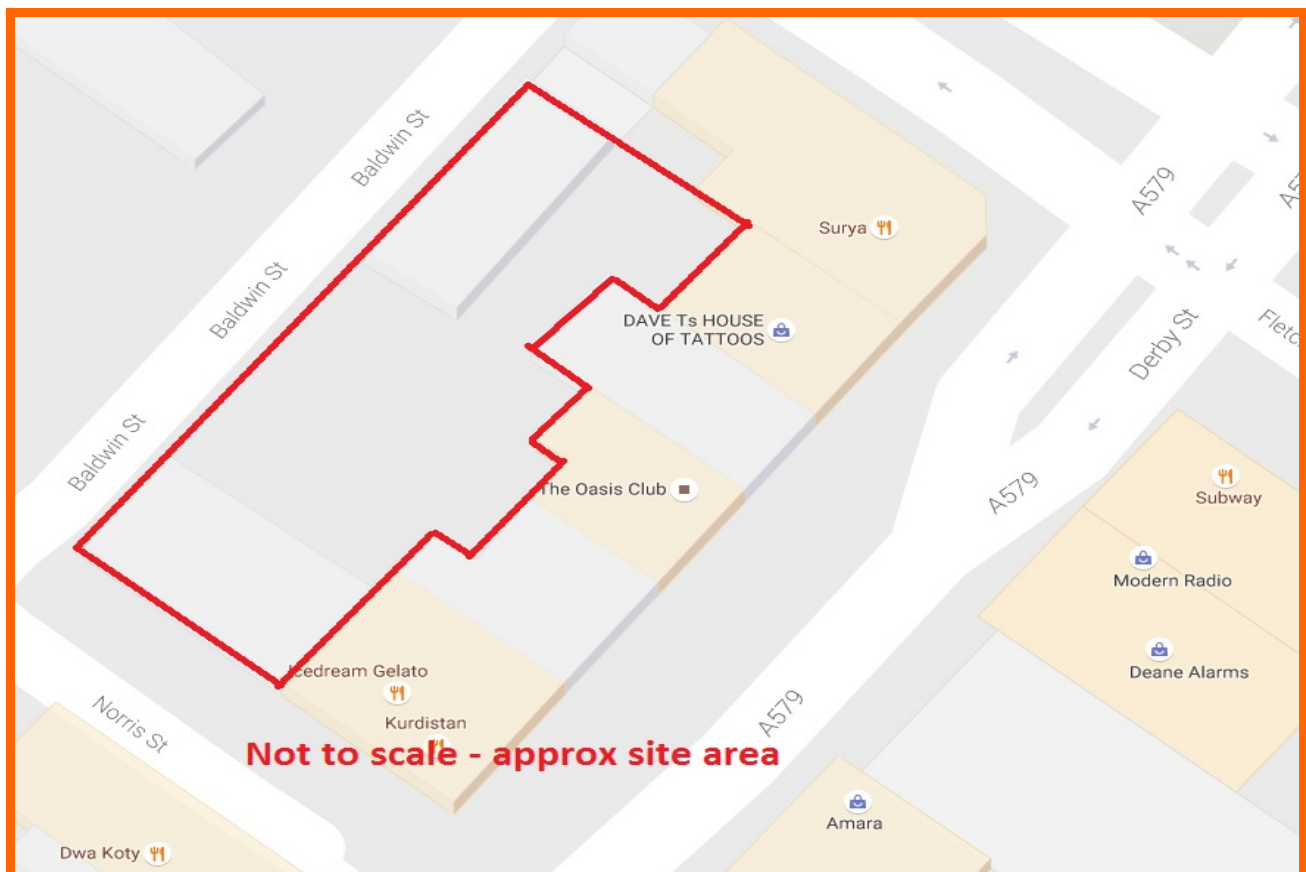 Baldwin St
Baldwin St
Baldwin St
A579
Surya
DAVE Ts HOUSE
OF TATTOOS
Derby St
The Oasis Club
A579
Subway
Modern Radio
Deane Alarms
Icedream Gelato
Kurdistan
A579
Norris St
Not to scale - approx site area
Amara
Dwa Koty